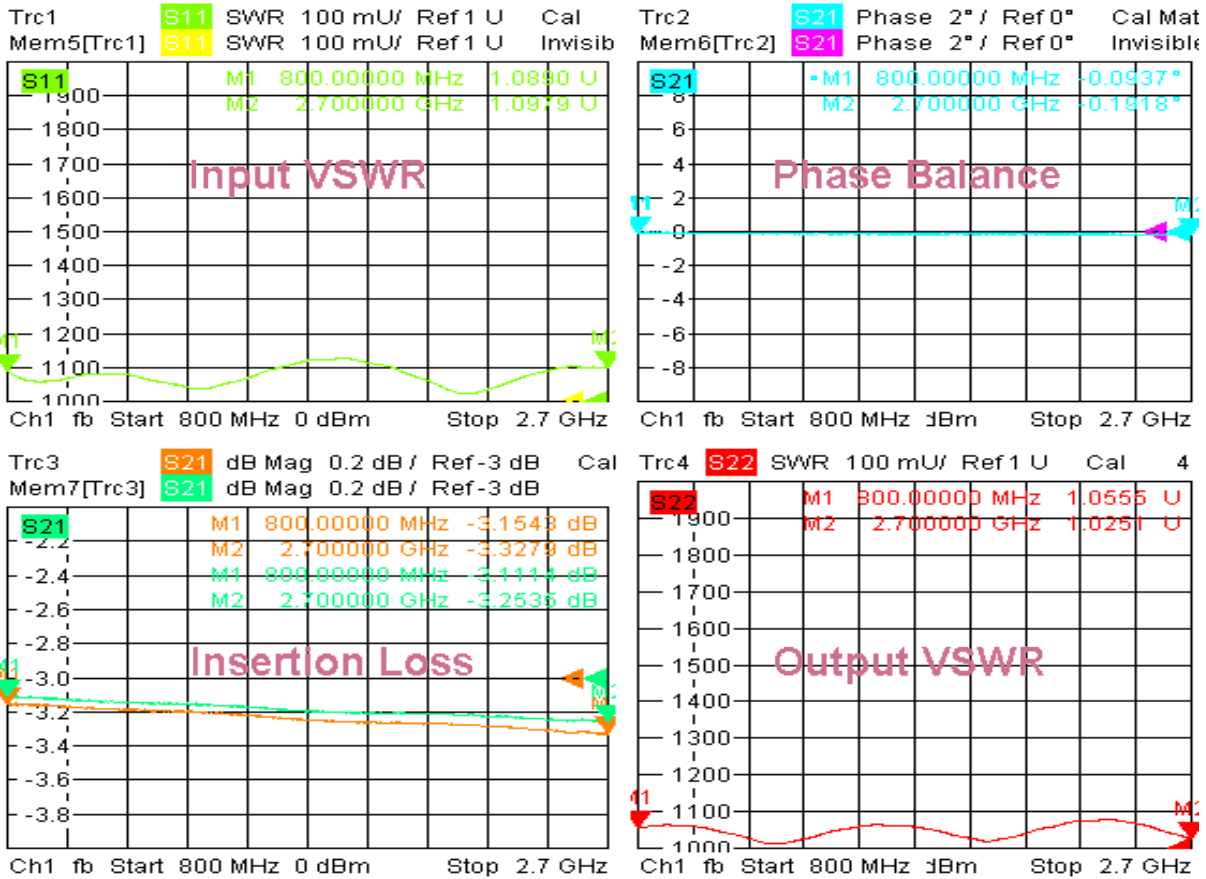 Trc1 S11 SWR 100 mU/ Ref 1 U Cal
Mem5[Trc1] S11 SWR 100 mU/ Ref 1 U Invisib
S11 M1 800.00000 MHz 1.0890 U
M2 2.700000 GHz 1.0979 U
1900
1800
1700
Input VSWR
1600
1500
1400
1300
1200
1100
1000
Ch1 fb Start 800 MHz 0 dBm Stop 2.7 GHz
Trc2 S21 Phase 2°/ Ref 0° Cal Mat
Mem6[Trc2] S21 Phase 2°/ Ref 0° Invisible
S21 •M1 800.00000 MHz -0.0937°
M2 2.700000 GHz -0.1918°
8
6
4
Phase Balance
2
0
-2
-4
-6
-8
Ch1 fb Start 800 MHz dBm Stop 2.7 GHz
Trc3 S21 dB Mag 0.2 dB / Ref -3 dB Cal
Mem7[Trc3] S21 dB Mag 0.2 dB / Ref -3 dB
S21 M1 800.00000 MHz -3.1543 dB
M2 2.700000 GHz -3.3279 dB
M1 800.00000 MHz -3.1114 dB
M2 2.700000 GHz -3.2535 dB
-2.2
-2.4
-2.6
-2.8
Insertion Loss
-3.0
-3.2
-3.4
-3.6
-3.8
Ch1 fb Start 800 MHz 0 dBm Stop 2.7 GHz
Trc4 S22 SWR 100 mU/ Ref 1 U Cal 4
S22 M1 800.00000 MHz 1.0555 U
M2 2.700000 GHz 1.0251 U
1900
1800
1700
1600
1500
Output VSWR
1400
1300
1200
1100
1000
Ch1 fb Start 800 MHz dBm Stop 2.7 GHz